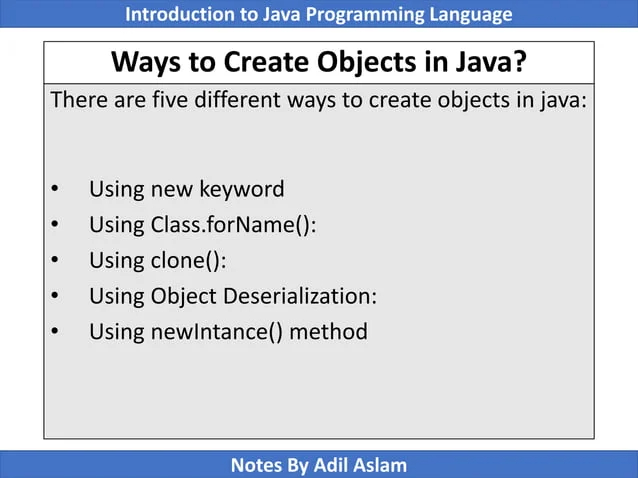 Introduction to Java Programming Language
Ways to Create Objects in Java?
There are five different ways to create objects in java:
• Using new keyword
• Using Class.forName():
• Using clone():
• Using Object Deserialization:
• Using newIntance() method
Notes By Adil Aslam